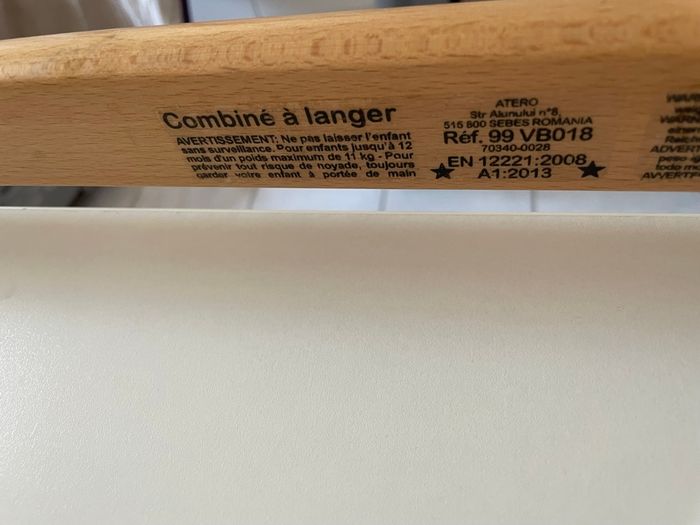 Combiné à langer
AVERTISSEMENT: Ne pas laisser l'enfant
sans surveillance. Pour enfants jusqu'à 12
mois d'un poids maximum de 11 kg - Pour
prévenir tout risque de noyade, toujours
garder votre enfant à portée de main
ATERO
Str Alunului n°8,
515 800 SEBES ROMANIA
Réf. 99 VB018
70340-0028
EN 12221:2008
A1:2013